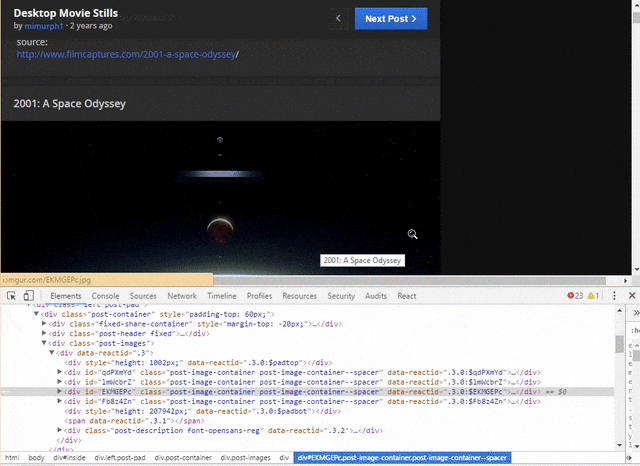 Desktop Movie Stills
by mimurph1 · 2 years ago
Next Post
source:
http://www.filmcaptures.com/2001-a-space-odyssey/
2001: A Space Odyssey
2001: A Space Odyssey
imgur.com/EKMGEPc.jpg
Elements Console Sources Network Timeline Profiles Resources Security Audits React
23 1
<div class="left post-pad">
▼<div class="post-container" style="padding-top: 60px;">
▶<div class="fixed-share-container" style="margin-top: -20px;">…</div>
▶<div class="post-header fixed">…</div>
▼<div class="post-images">
▼<div data-reactid=".3">
<div style="height: 1002px;" data-reactid=".3.0:$padtop"></div>
▶<div id="qdPXmYd" class="post-image-container post-image-container--spacer" data-reactid=".3.0:$qdPXmYd">…</div>
▶<div id="lmWcbrZ" class="post-image-container post-image-container--spacer" data-reactid=".3.0:$lmWcbrZ">…</div>
▶<div id="EKMGEPc" class="post-image-container post-image-container--spacer" data-reactid=".3.0:$EKMGEPc">…</div> == $0
▶<div id="Fb8z4Zn" class="post-image-container post-image-container--spacer" data-reactid=".3.0:$Fb8z4Zn">…</div>
<div style="height: 207942px;" data-reactid=".3.0:$padbot"></div>
<span data-reactid=".3.1"></span>
▶<div class="post-description font-opensans-reg" data-reactid=".3.2">…</div>
</div>
</div>
html body div#inside div.left.post-pad div.post-container div.post-images div div#EKMGEPc.post-image-container.post-image-container--spacer